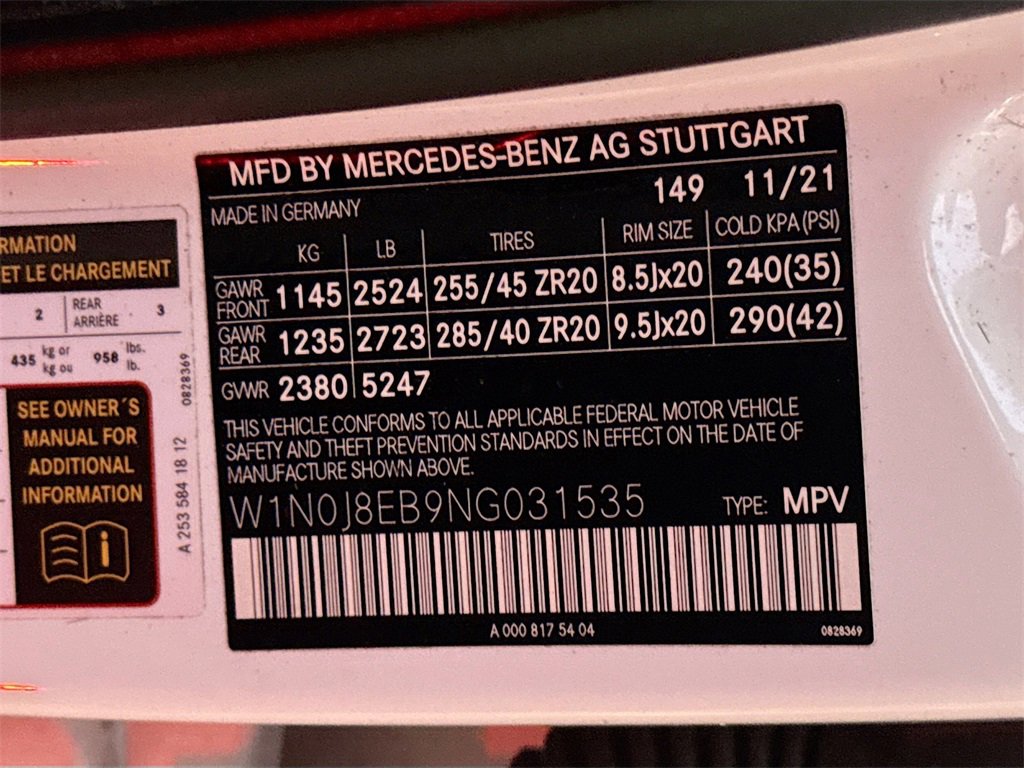 MFD BY MERCEDES-BENZ AG STUTTGART
149 11/21
MADE IN GERMANY
KG LB TIRES RIM SIZE COLD KPA (PSI)
GAWR FRONT 1145 2524 255/45 ZR20 8.5Jx20 240(35)
GAWR REAR 1235 2723 285/40 ZR20 9.5Jx20 290(42)
GVWR 2380 5247
THIS VEHICLE CONFORMS TO ALL APPLICABLE FEDERAL MOTOR VEHICLE
SAFETY AND THEFT PREVENTION STANDARDS IN EFFECT ON THE DATE OF
MANUFACTURE SHOWN ABOVE.
W1N0J8EB9NG031535 TYPE: MPV
A 000 817 54 04
0828369
ET LE CHARGEMENT
2 REAR 3
ARRIÈRE
435 kg or 958 lbs.
kg ou lb.
SEE OWNER´S
MANUAL FOR
ADDITIONAL
INFORMATION
i
0828369
A 253 584 18 12